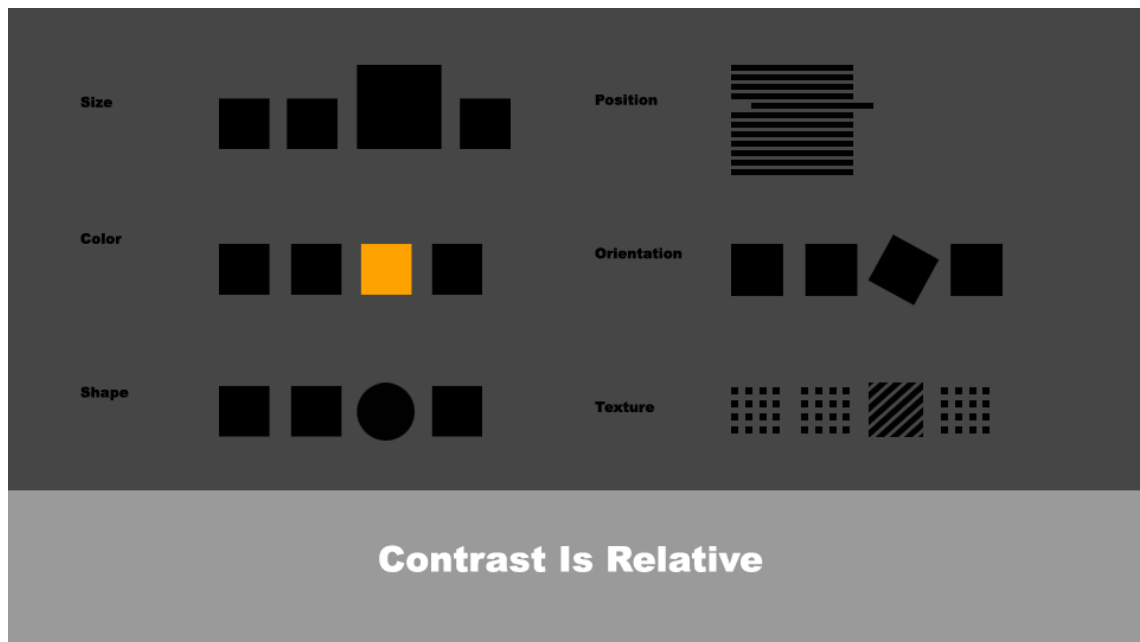 Size
Position
Color
Orientation
Shape
Texture
Contrast Is Relative